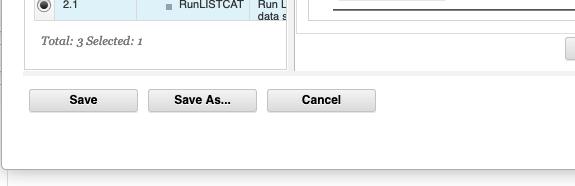 2.1 RunLISTCAT Run L
data s
Total: 3 Selected: 1
Save Save As... Cancel